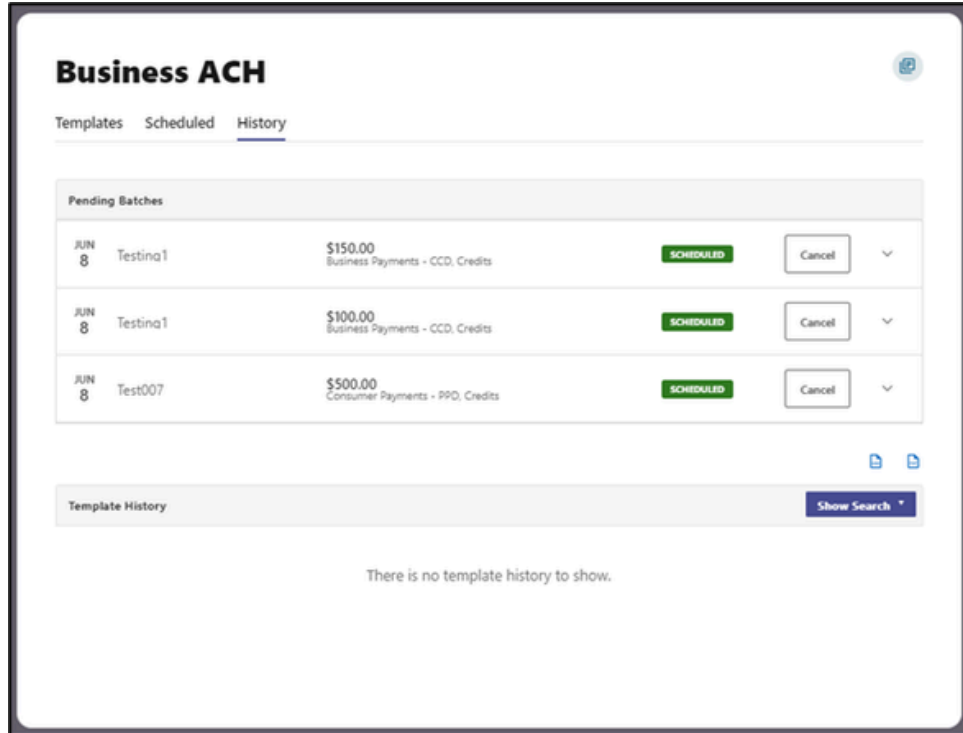 Business ACH
Templates Scheduled History
Pending Batches
JUN
8
Testing1
$150.00
Business Payments - CCD, Credits
SCHEDULED
Cancel
JUN
8
Testing1
$100.00
Business Payments - CCD, Credits
SCHEDULED
Cancel
JUN
8
Test007
$500.00
Consumer Payments - PPD, Credits
SCHEDULED
Cancel
Template History
Show Search
There is no template history to show.